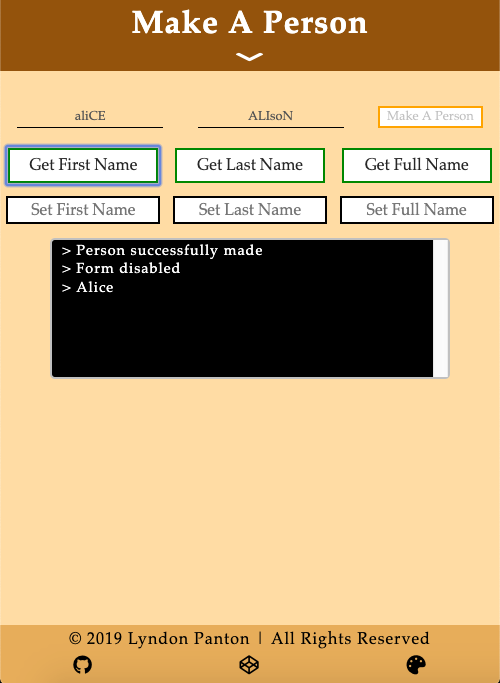 Make A Person
aliCE
ALIsoN
Make A Person
Get First Name
Get Last Name
Get Full Name
Set First Name
Set Last Name
Set Full Name
> Person successfully made
> Form disabled
> Alice
© 2019 Lyndon Panton | All Rights Reserved